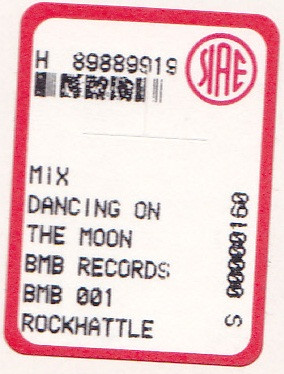 H 89889919
SIAE
MiX
DANCING ON
THE MOON
BMB RECORDS
BMB 001
ROCKHATTLE
S 00000160